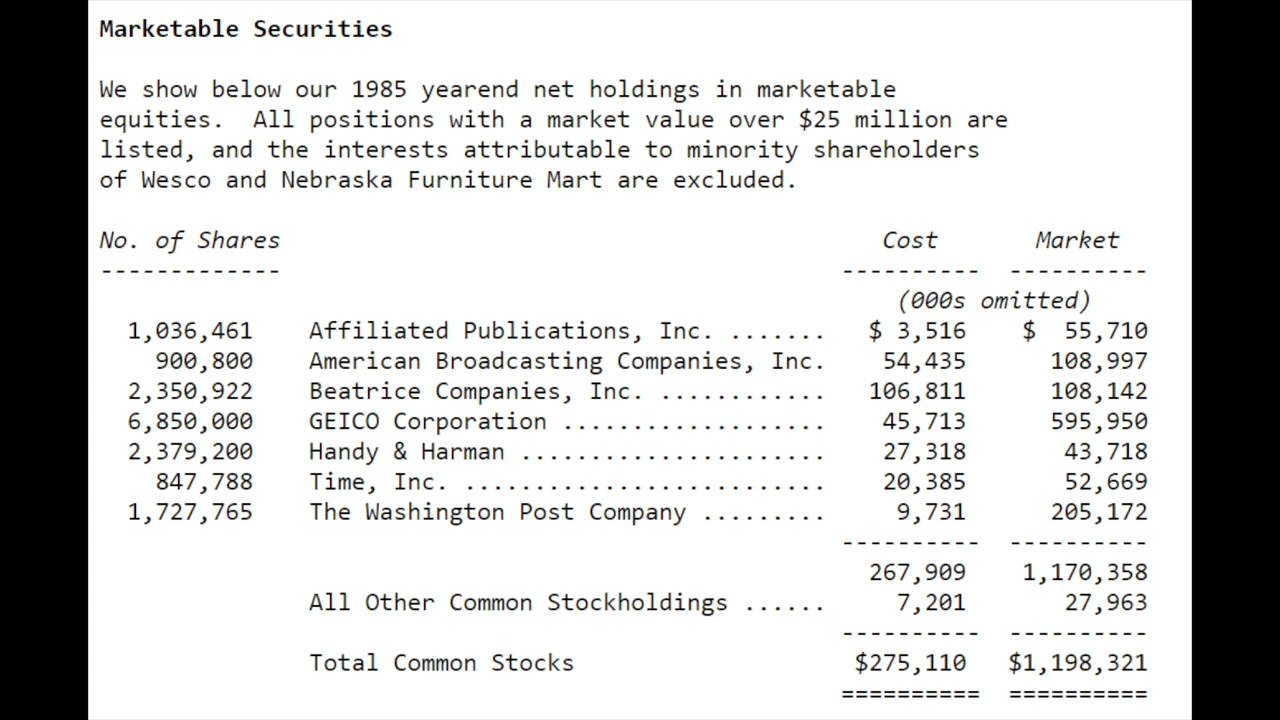 Marketable Securities
We show below our 1985 yearend net holdings in marketable
equities.  All positions with a market value over $25 million are
listed, and the interests attributable to minority shareholders
of Wesco and Nebraska Furniture Mart are excluded.
No. of Shares                                              Cost       Market
-------------                                        ----------  ----------
(000s omitted)
1,036,461    Affiliated Publications, Inc. .......   $ 3,516    $  55,710
900,800    American Broadcasting Companies, Inc.    54,435      108,997
2,350,922    Beatrice Companies, Inc. ............   106,811      108,142
6,850,000    GEICO Corporation ...................    45,713      595,950
2,379,200    Handy & Harman ......................    27,318       43,718
847,788    Time, Inc. ..........................    20,385       52,669
1,727,765    The Washington Post Company .........     9,731      205,172
----------  ----------
267,909    1,170,358
All Other Common Stockholdings ......     7,201       27,963
----------  ----------
Total Common Stocks                    $275,110   $1,198,321
==========  ==========